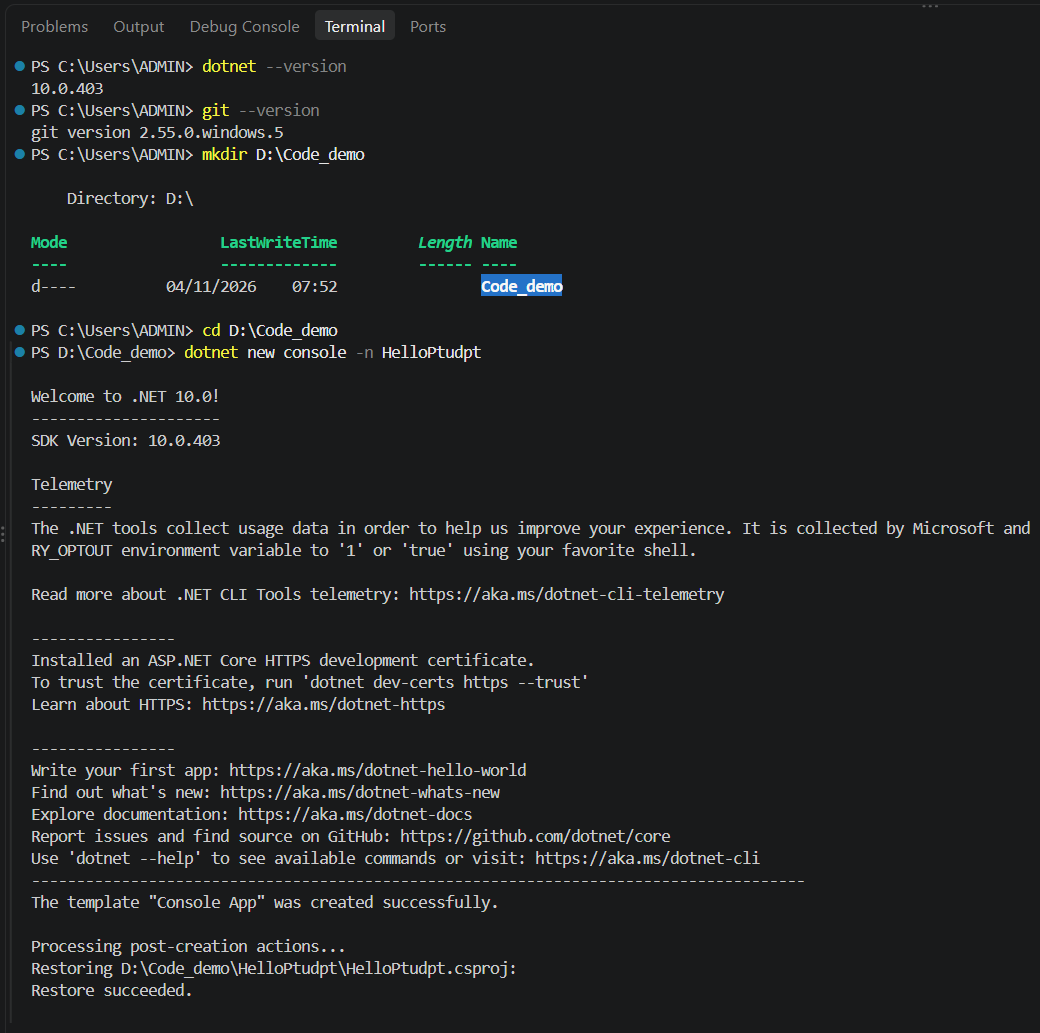 Problems Output Debug Console Terminal Ports
PS C:\Users\ADMIN> dotnet --version
10.0.403
PS C:\Users\ADMIN> git --version
git version 2.55.0.windows.5
PS C:\Users\ADMIN> mkdir D:\Code_demo
Directory: D:\
Mode LastWriteTime Length Name
---- ------------- ------ ----
d---- 04/11/2026 07:52 Code_demo
PS C:\Users\ADMIN> cd D:\Code_demo
PS D:\Code_demo> dotnet new console -n HelloPtudpt
Welcome to .NET 10.0!
---------------------
SDK Version: 10.0.403
Telemetry
---------
The .NET tools collect usage data in order to help us improve your experience. It is collected by Microsoft and
RY_OPTOUT environment variable to '1' or 'true' using your favorite shell.
Read more about .NET CLI Tools telemetry: https://aka.ms/dotnet-cli-telemetry
----------------
Installed an ASP.NET Core HTTPS development certificate.
To trust the certificate, run 'dotnet dev-certs https --trust'
Learn about HTTPS: https://aka.ms/dotnet-https
----------------
Write your first app: https://aka.ms/dotnet-hello-world
Find out what's new: https://aka.ms/dotnet-whats-new
Explore documentation: https://aka.ms/dotnet-docs
Report issues and find source on GitHub: https://github.com/dotnet/core
Use 'dotnet --help' to see available commands or visit: https://aka.ms/dotnet-cli
--------------------------------------------------------------------------------------
The template "Console App" was created successfully.
Processing post-creation actions...
Restoring D:\Code_demo\HelloPtudpt\HelloPtudpt.csproj:
Restore succeeded.